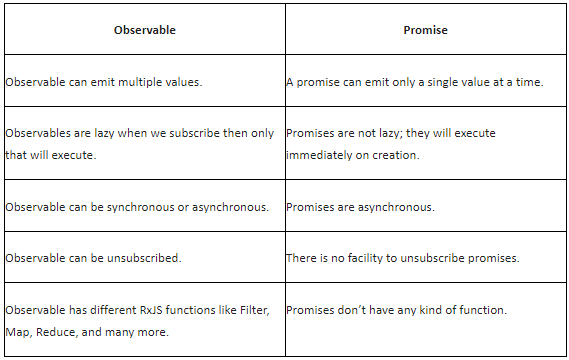 Observable
Promise
Observable can emit multiple values.
A promise can emit only a single value at a time.
Observables are lazy when we subscribe then only
that will execute.
Promises are not lazy; they will execute
immediately on creation.
Observable can be synchronous or asynchronous.
Promises are asynchronous.
Observable can be unsubscribed.
There is no facility to unsubscribe promises.
Observable has different RxJS functions like Filter,
Map, Reduce, and many more.
Promises don’t have any kind of function.